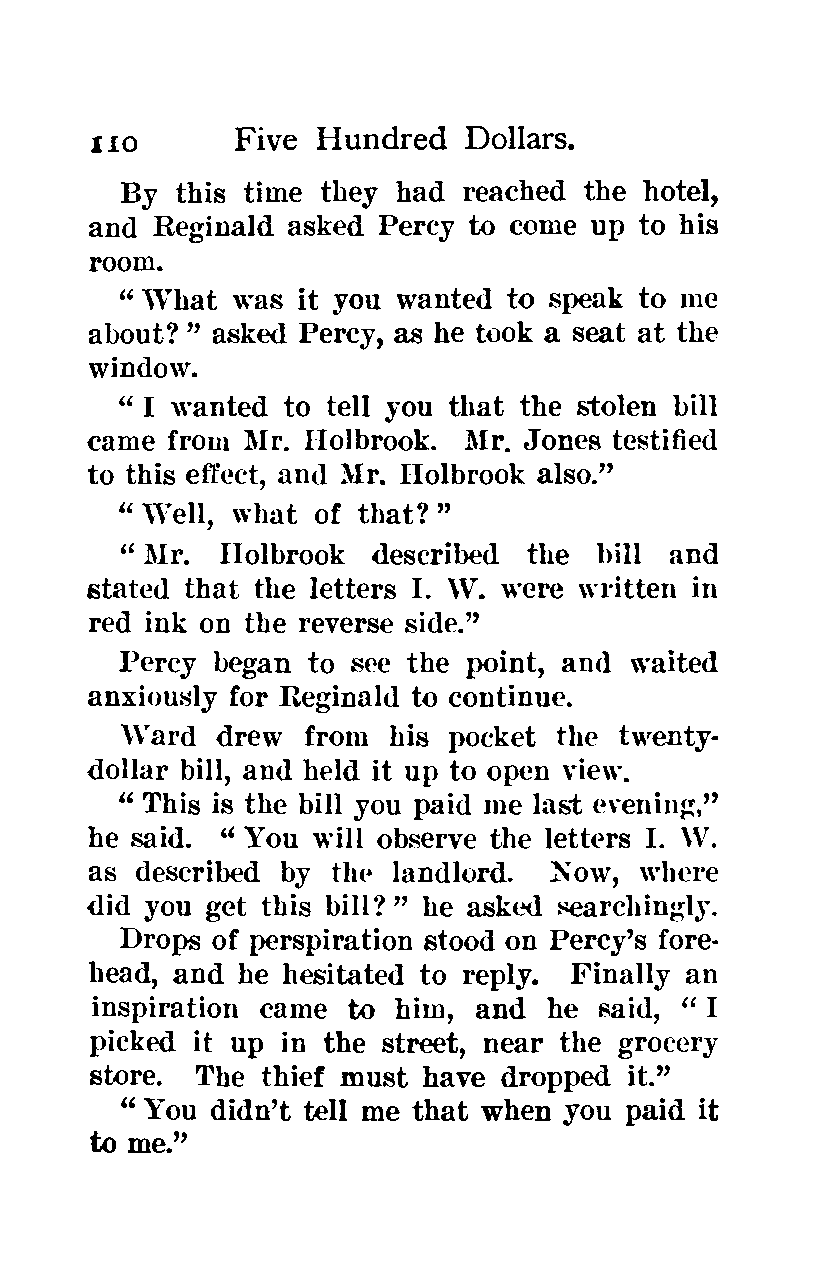 110 Five Hundred Dollars.
By this time they had reached the hotel,
and Reginald asked Percy to come up to his
room.
“ What was it you wanted to speak to me
about? ” asked Percy, as he took a seat at the
window.
“ I wanted to tell you that the stolen bill
came from Mr. Holbrook. Mr. Jones testified
to this effect, and Mr. Holbrook also.”
“ Well, what of that? ”
“ Mr. Holbrook described the bill and
stated that the letters I. W. were written in
red ink on the reverse side.”
Percy began to see the point, and waited
anxiously for Reginald to continue.
Ward drew from his pocket the twenty-
dollar bill, and held it up to open view.
“ This is the bill you paid me last evening,”
he said. “ You will observe the letters I. W.
as described by the landlord. Now, where
did you get this bill? ” he asked searchingly.
Drops of perspiration stood on Percy’s fore-
head, and he hesitated to reply. Finally an
inspiration came to him, and he said, “ I
picked it up in the street, near the grocery
store. The thief must have dropped it.”
“ You didn’t tell me that when you paid it
to me.”